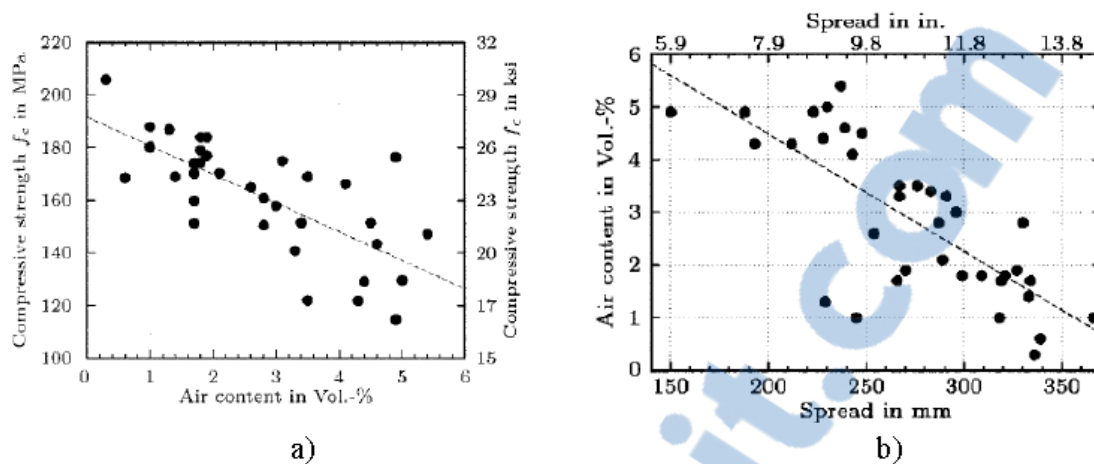 Compressive strength f_c in MPa
220
200
180
160
140
120
100
0 1 2 3 4 5 6
Air content in Vol.-%
32
29
26
23
20
17
15
Compressive strength f_c in ksi
a)
Spread in in.
5.9 7.9 9.8 11.8 13.8
Air content in Vol.-%
6
5
4
3
2
1
0
150 200 250 300 350
Spread in mm
b)
it.com